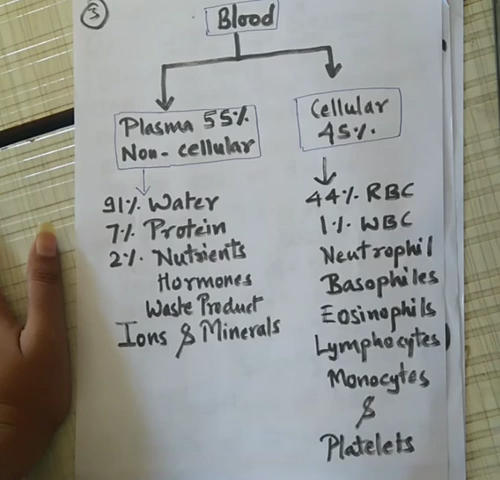 3
Blood
Plasma 55%
Non-cellular
91% Water
7% Protein
2% Nutrients
Hormones
Waste Product
Ions & Minerals
Cellular
45%.
44% RBC
1% WBC
Neutrophil
Basophiles
Eosinophils
Lymphocytes
Monocytes
&
Platelets